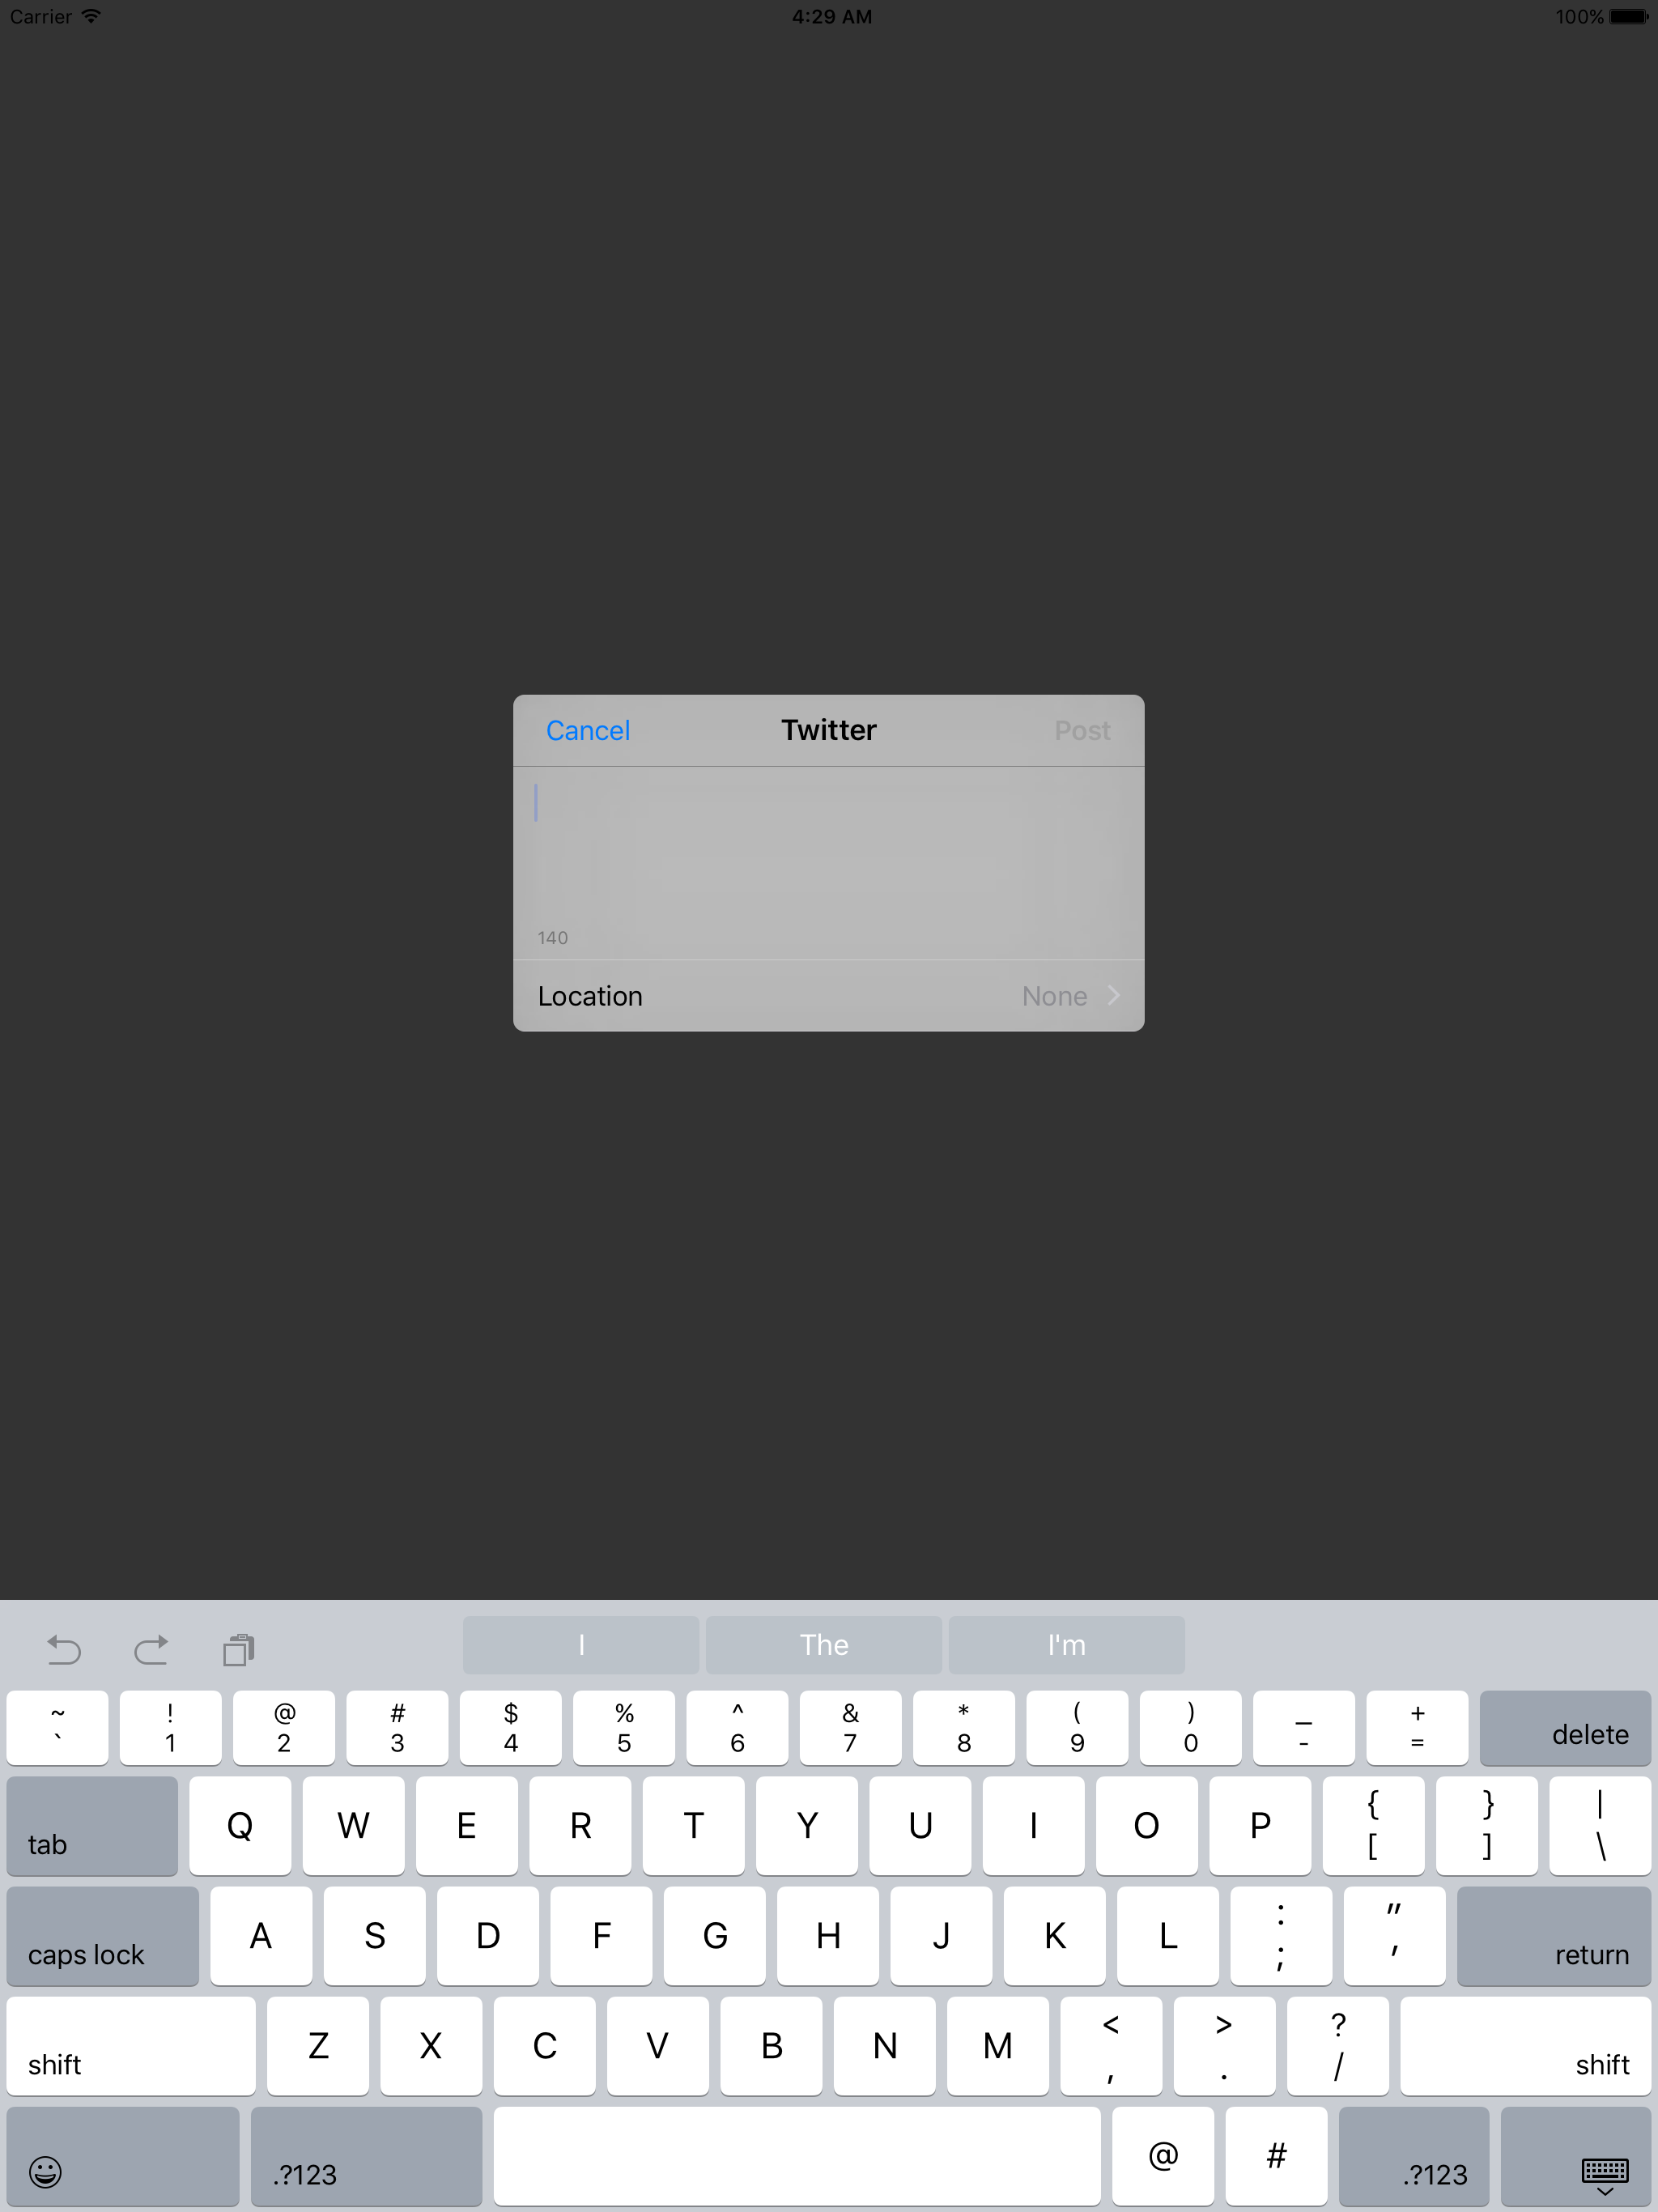 Carrier 4:29 AM 100%
Cancel Twitter Post
140
Location None
I The I'm
~ ! @ # $ % ^ & * ( ) _ +
` 1 2 3 4 5 6 7 8 9 0 - = delete
tab Q W E R T Y U I O P { [ } ] | \
caps lock A S D F G H J K L : ; " ' return
shift Z X C V B N M < , > . ? / shift
.?123 @ # .?123